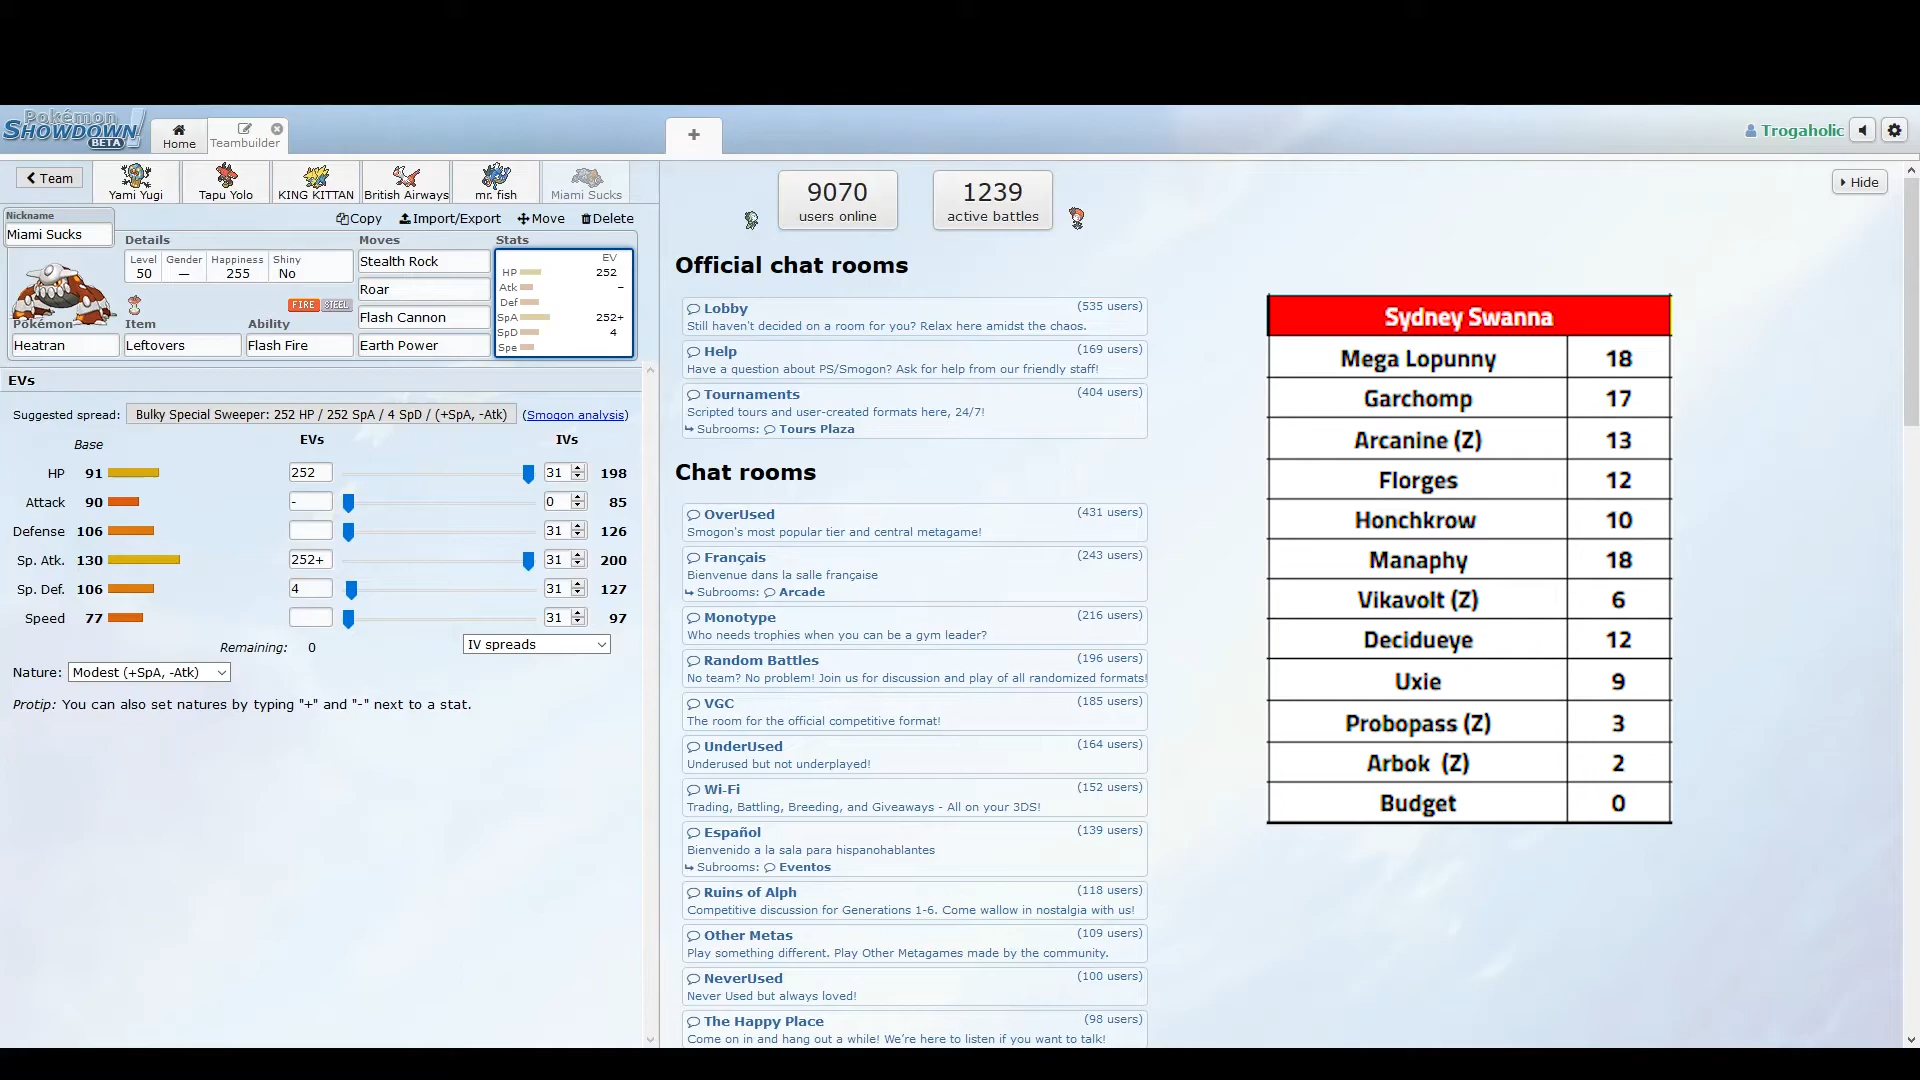 Pokémon
SHOWDOWN!
BETA
Home
Teambuilder
+
Trogaholic
Team
Yami Yugi
Tapu Yolo
KING KITTAN
British Airways
mr. fish
Miami Sucks
Nickname
Miami Sucks
Copy
Import/Export
Move
Delete
Details
Moves
Stats
Level Gender Happiness Shiny
50 — 255 No
Stealth Rock
Roar
Flash Cannon
Earth Power
EV
HP 252
Atk -
Def
SpA 252+
SpD 4
Spe
FIRE STEEL
Pokémon Item Ability
Heatran Leftovers Flash Fire
EVs
Suggested spread: Bulky Special Sweeper: 252 HP / 252 SpA / 4 SpD / (+SpA, -Atk) (Smogon analysis)
Base EVs IVs
HP 91 252 31 198
Attack 90 - 0 85
Defense 106 31 126
Sp. Atk. 130 252+ 31 200
Sp. Def. 106 4 31 127
Speed 77 31 97
Remaining: 0 IV spreads
Nature: Modest (+SpA, -Atk)
Protip: You can also set natures by typing "+" and "-" next to a stat.
9070
users online
1239
active battles
Hide
Official chat rooms
Lobby (535 users)
Still haven't decided on a room for you? Relax here amidst the chaos.
Help (169 users)
Have a question about PS/Smogon? Ask for help from our friendly staff!
Tournaments (404 users)
Scripted tours and user-created formats here, 24/7!
Subrooms: Tours Plaza
Chat rooms
OverUsed (431 users)
Smogon's most popular tier and central metagame!
Français (243 users)
Bienvenue dans la salle française
Subrooms: Arcade
Monotype (216 users)
Who needs trophies when you can be a gym leader?
Random Battles (196 users)
No team? No problem! Join us for discussion and play of all randomized formats!
VGC (185 users)
The room for the official competitive format!
UnderUsed (164 users)
Underused but not underplayed!
Wi-Fi (152 users)
Trading, Battling, Breeding, and Giveaways - All on your 3DS!
Español (139 users)
Bienvenido a la sala para hispanohablantes
Subrooms: Eventos
Ruins of Alph (118 users)
Competitive discussion for Generations 1-6. Come wallow in nostalgia with us!
Other Metas (109 users)
Play something different. Play Other Metagames made by the community.
NeverUsed (100 users)
Never Used but always loved!
The Happy Place (98 users)
Come on in and hang out a while! We're here to listen if you want to talk!
Sydney Swanna
Mega Lopunny 18
Garchomp 17
Arcanine (Z) 13
Florges 12
Honchkrow 10
Manaphy 18
Vikavolt (Z) 6
Decidueye 12
Uxie 9
Probopass (Z) 3
Arbok (Z) 2
Budget 0